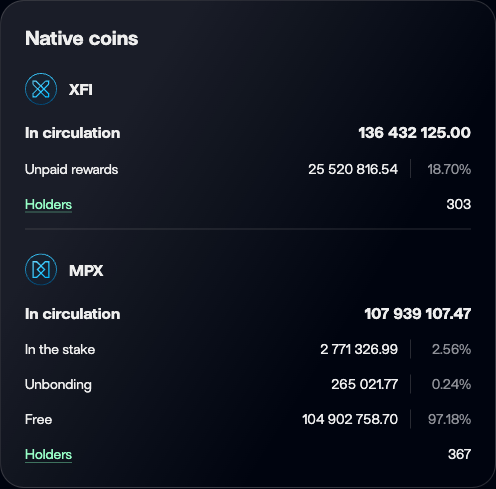 Native coins
XFI
In circulation 136 432 125.00
Unpaid rewards 25 520 816.54 18.70%
Holders 303
MPX
In circulation 107 939 107.47
In the stake 2 771 326.99 2.56%
Unbonding 265 021.77 0.24%
Free 104 902 758.70 97.18%
Holders 367